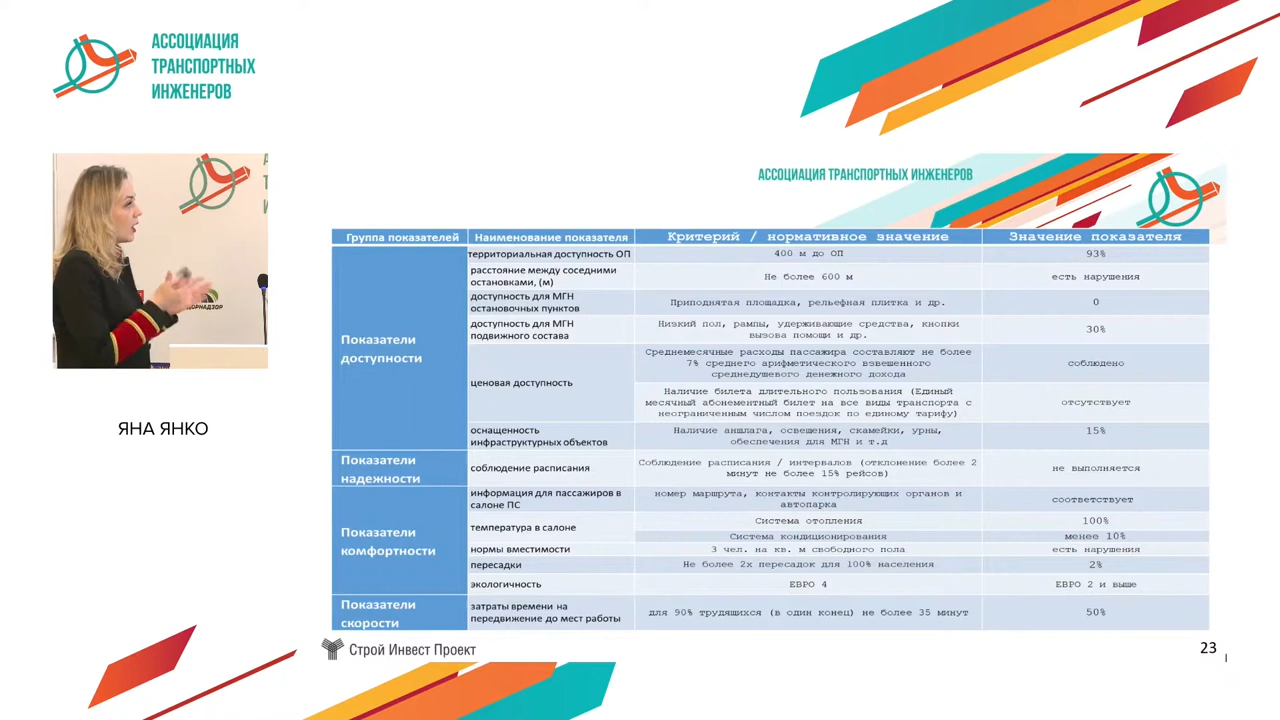 АССОЦИАЦИЯ
ТРАНСПОРТНЫХ
ИНЖЕНЕРОВ
ЯНА ЯНКО
АССОЦИАЦИЯ ТРАНСПОРТНЫХ ИНЖЕНЕРОВ
Группа показателей Наименование показателя Критерий / нормативное значение Значение показателя
Показатели
доступности
территориальная доступность ОП 400 м до ОП 93%
расстояние между соседними
остановками, (м)
Не более 600 м есть нарушения
доступность для МГН
остановочных пунктов
Приподнятая площадка, рельефная плитка и др. 0
доступность для МГН
подвижного состава
Низкий пол, рампы, удерживающие средства, кнопки
вызова помощи и др.
30%
ценовая доступность
Среднемесячные расходы пассажира составляют не более
7% среднего арифметического взвешенного
среднедушевого денежного дохода
соблюдено
Наличие билета длительного пользования (Единый
месячный абонементный билет на все виды транспорта с
неограниченным числом поездок по единому тарифу)
отсутствует
оснащенность
инфраструктурных объектов
Наличие аншлага, освещения, скамейки, урны,
обеспечения для МГН и т.д
15%
Показатели
надежности
соблюдение расписания
Соблюдение расписания / интервалов (отклонение более 2
минут не более 15% рейсов)
не выполняется
Показатели
комфортности
информация для пассажиров в
салоне ПС
номер маршрута, контакты контролирующих органов и
автопарка
соответствует
температура в салоне
Система отопления 100%
Система кондиционирования менее 10%
нормы вместимости 3 чел. на кв. м свободного пола есть нарушения
пересадки Не более 2х пересадок для 100% населения 2%
экологичность ЕВРО 4 ЕВРО 2 и выше
Показатели
скорости
затраты времени на
передвижение до мест работы
для 90% трудящихся (в один конец) не более 35 минут 50%
Строй Инвест Проект
23